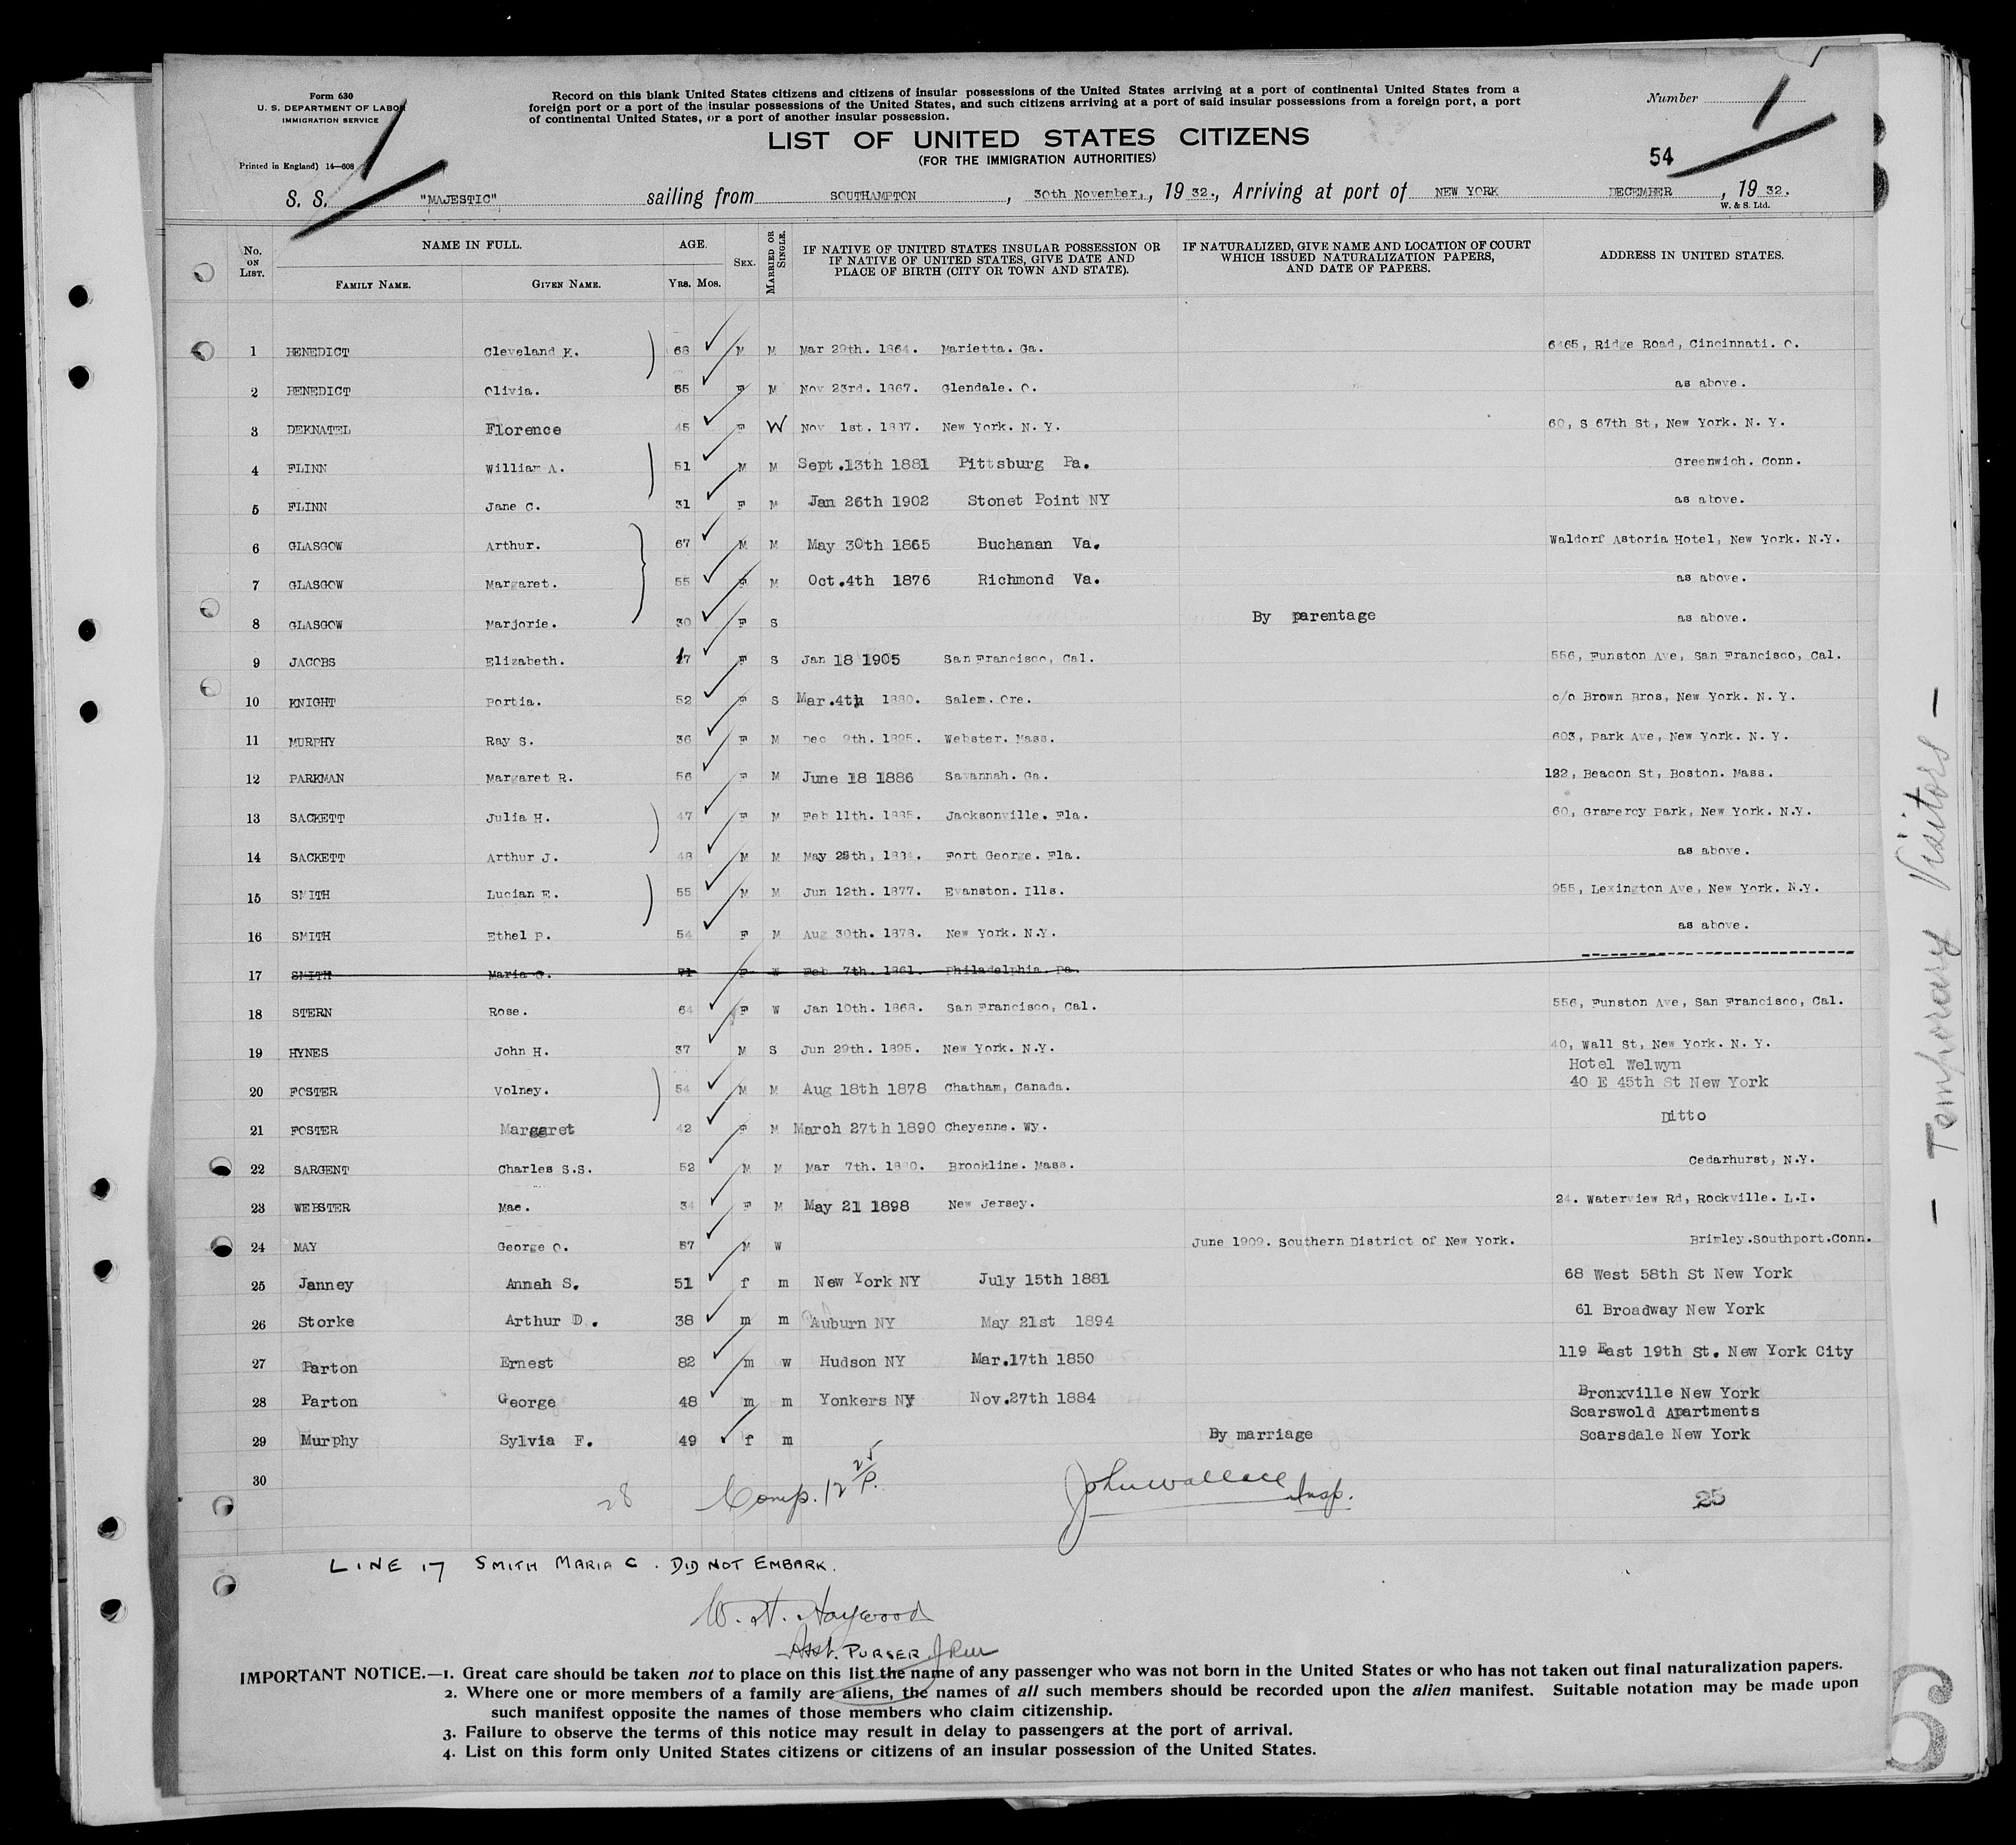 Form 630
U. S. DEPARTMENT OF LABOR
IMMIGRATION SERVICE
Printed in England) 14—608
Record on this blank United States citizens and citizens of insular possessions of the United States arriving at a port of continental United States from a
foreign port or a port of the insular possessions of the United States, and such citizens arriving at a port of said insular possessions from a foreign port, a port
of continental United States, or a port of another insular possession.
LIST OF UNITED STATES CITIZENS
(FOR THE IMMIGRATION AUTHORITIES)
Number 1
54
S. S. "MAJESTIC" sailing from SOUTHAMPTON, 30th November,, 19 32., Arriving at port of NEW YORK DECEMBER, 19 32.
W. & S. Ltd.
No. ON LIST. NAME IN FULL. FAMILY NAME. GIVEN NAME. AGE. YRS. MOS. SEX. MARRIED OR SINGLE. IF NATIVE OF UNITED STATES INSULAR POSSESSION OR IF NATIVE OF UNITED STATES, GIVE DATE AND PLACE OF BIRTH (CITY OR TOWN AND STATE). IF NATURALIZED, GIVE NAME AND LOCATION OF COURT WHICH ISSUED NATURALIZATION PAPERS, AND DATE OF PAPERS. ADDRESS IN UNITED STATES.
1 BENEDICT Cleveland K. 68 M M Mar 29th. 1864. Marietta. Ga. 6465, Ridge Road, Cincinnati. O.
2 BENEDICT Olivia. 65 F M Nov 23rd. 1867. Glendale. O. as above.
3 DEKNATEL Florence 45 F W Nov 1st. 1887. New York. N. Y. 60, S 67th St, New York. N. Y.
4 FLINN William A. 51 M M Sept.13th 1881 Pittsburg Pa. Greenwich. Conn.
5 FLINN Jane C. 31 F M Jan 26th 1902 Stonet Point NY as above.
6 GLASGOW Arthur. 67 M M May 30th 1865 Buchanan Va. Waldorf Astoria Hotel, New York. N.Y.
7 GLASGOW Margaret. 55 F M Oct.4th 1876 Richmond Va. as above.
8 GLASGOW Marjorie. 30 F S By parentage as above.
9 JACOBS Elizabeth. 27 F S Jan 18 1905 San Francisco, Cal. 556, Funston Ave, San Francisco, Cal.
10 KNIGHT Portia. 52 F S Mar.4th 1880. Salem. Ore. c/o Brown Bros, New York. N. Y.
11 MURPHY Ray S. 36 F M Dec 9th. 1895. Webster. Mass. 603, Park Ave, New York. N. Y.
12 PARKMAN Margaret R. 56 F M June 18 1886 Savannah. Ga. 122, Beacon St, Boston. Mass.
13 SACKETT Julia H. 47 F M Feb 11th. 1885. Jacksonville. Fla. 60, Gramercy Park, New York. N.Y.
14 SACKETT Arthur J. 48 M M May 25th, 1884. Fort George. Fla. as above.
15 SMITH Lucian E. 55 M M Jun 12th. 1877. Evanston. Ills. 955, Lexington Ave, New York. N.Y.
16 SMITH Ethel P. 54 F M Aug 30th. 1878. New York. N.Y. as above.
17 SMITH Maria C. 71 F W Feb 7th. 1861. Philadelphia. Pa. --------------------
18 STERN Rose. 64 F W Jan 10th. 1868. San Francisco, Cal. 556, Funston Ave, San Francisco, Cal.
19 HYNES John H. 37 M S Jun 29th. 1895. New York. N.Y. 40, Wall St, New York. N. Y.
20 FOSTER Volney. 54 M M Aug 18th 1878 Chatham, Canada. Hotel Welwyn 40 E 45th St New York
21 FOSTER Margaret 42 F M March 27th 1890 Cheyenne. Wy. Ditto
22 SARGENT Charles S.S. 52 M M Mar 7th. 1880. Brookline. Mass. Cedarhurst, N.Y.
23 WEBSTER Mae. 34 F M May 21 1898 New Jersey. 24. Waterview Rd, Rockville. L.I.
24 MAY George O. 57 M W June 1909. Southern District of New York. Brimley.Southport.Conn.
25 Janney Annah S. 51 f m New York NY July 15th 1881 68 West 58th St New York
26 Storke Arthur D. 38 m m Auburn NY May 21st 1894 61 Broadway New York
27 Parton Ernest 82 m w Hudson NY Mar.17th 1850 119 East 19th St. New York City
28 Parton George 48 m m Yonkers NY Nov.27th 1884 Bronxville New York
29 Murphy Sylvia F. 49 f m By marriage Scarswold Apartments Scarsdale New York
30
28 Comp. 12 25/P. John Wallace Insp. 25
LINE 17 SMITH MARIA C. DID NOT EMBARK.
W. H. Haywood
Asst. PURSER
IMPORTANT NOTICE.—1. Great care should be taken not to place on this list the name of any passenger who was not born in the United States or who has not taken out final naturalization papers.
2. Where one or more members of a family are aliens, the names of all such members should be recorded upon the alien manifest. Suitable notation may be made upon
such manifest opposite the names of those members who claim citizenship.
3. Failure to observe the terms of this notice may result in delay to passengers at the port of arrival.
4. List on this form only United States citizens or citizens of an insular possession of the United States.
- Temporary Visitors -
6